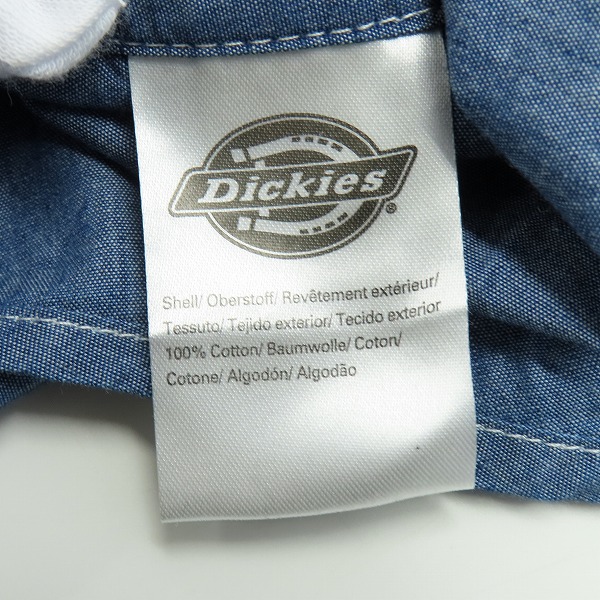 Dickies®
Shell/ Oberstoff/ Revêtement extérieur/
Tessuto/ Tejido exterior/ Tecido exterior
100% Cotton/ Baumwolle/ Coton/
Cotone/ Algodón/ Algodão